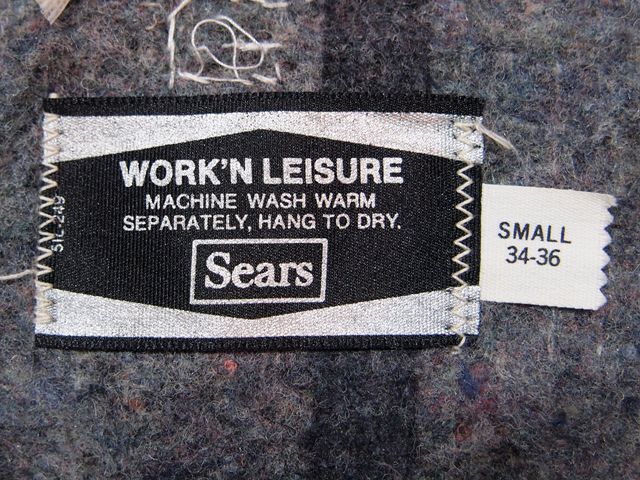 WORK'N LEISURE
MACHINE WASH WARM
SEPARATELY, HANG TO DRY.
Sears
SMALL
34-36